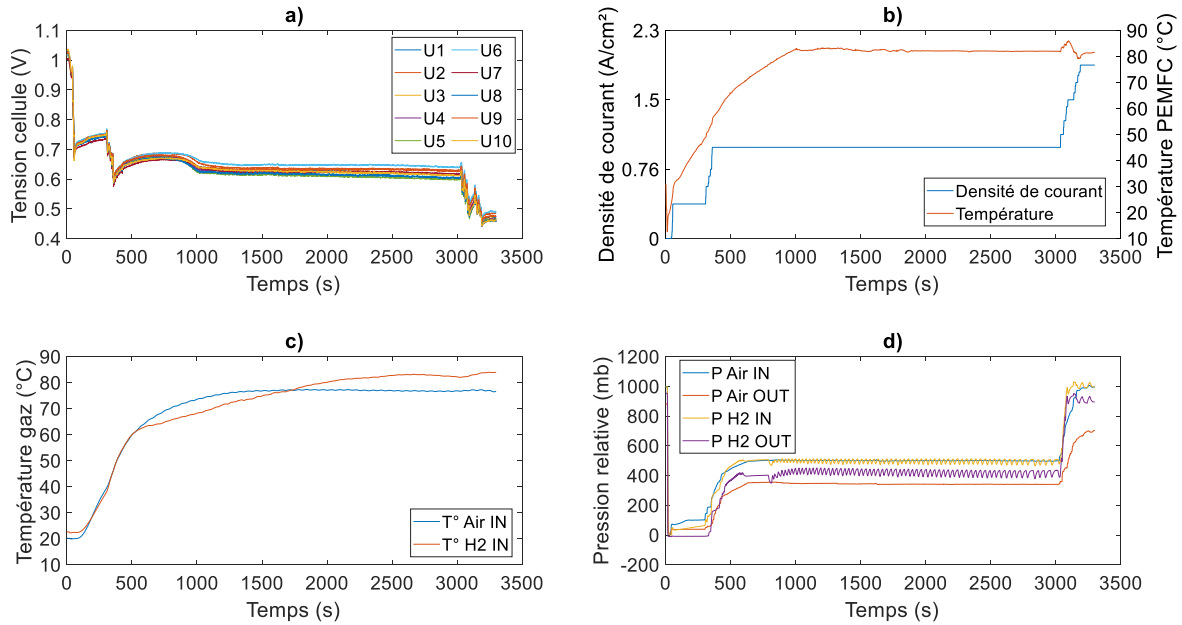 a)
Tension cellule (V)
1.1
1
0.9
0.8
0.7
0.6
0.5
0.4
U1 U6
U2 U7
U3 U8
U4 U9
U5 U10
0 500 1000 1500 2000 2500 3000 3500
Temps (s)
b)
Densité de courant (A/cm²)
2.3
1.5
0.76
0
90
80
70
60
50
40
30
20
10
Température PEMFC (°C)
Densité de courant
Température
0 500 1000 1500 2000 2500 3000 3500
Temps (s)
c)
Température gaz (°C)
90
80
70
60
50
40
30
20
10
T° Air IN
T° H2 IN
0 500 1000 1500 2000 2500 3000 3500
Temps (s)
d)
Pression relative (mb)
1200
1000
800
600
400
200
0
-200
P Air IN
P Air OUT
P H2 IN
P H2 OUT
0 500 1000 1500 2000 2500 3000 3500
Temps (s)